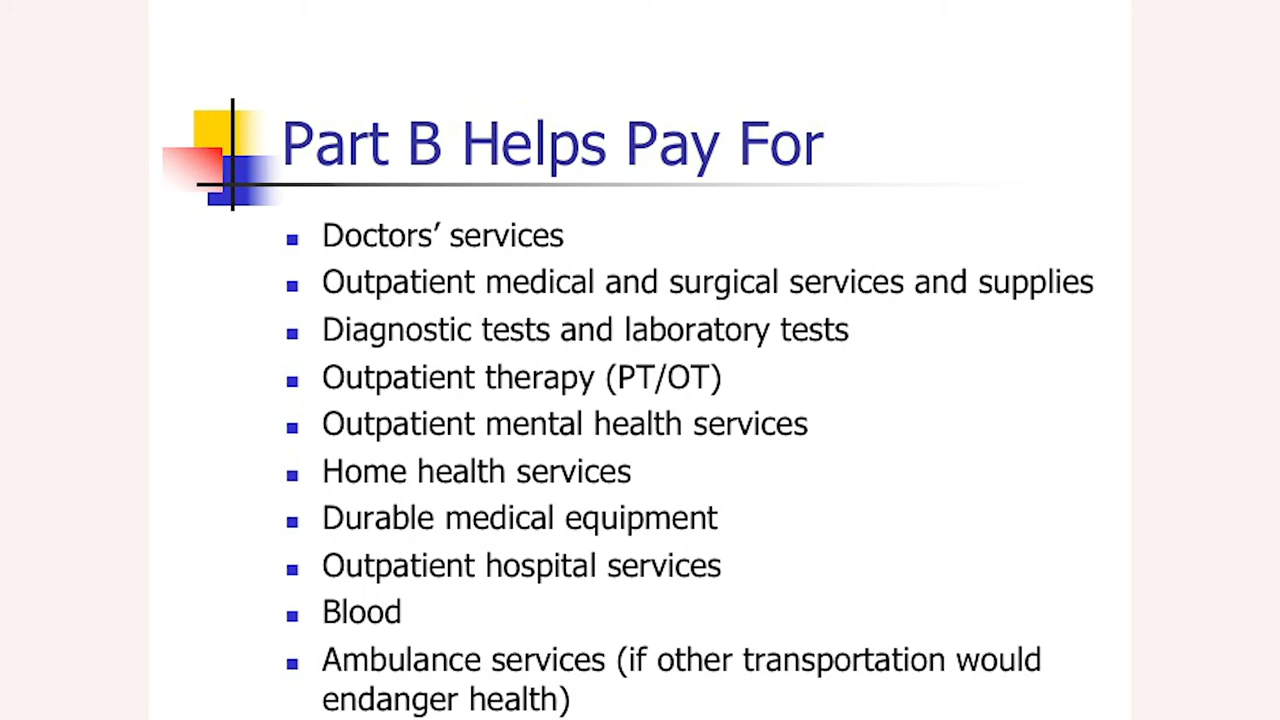 Part B Helps Pay For
Doctors’ services
Outpatient medical and surgical services and supplies
Diagnostic tests and laboratory tests
Outpatient therapy (PT/OT)
Outpatient mental health services
Home health services
Durable medical equipment
Outpatient hospital services
Blood
Ambulance services (if other transportation would
endanger health)